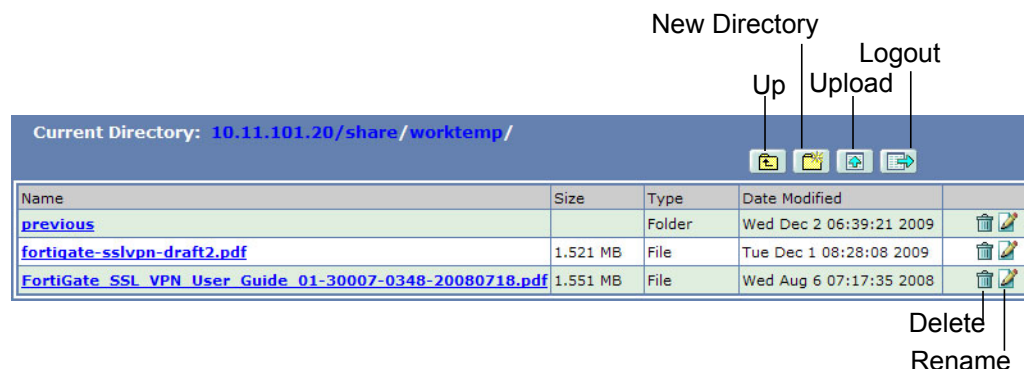 New Directory
Logout
Up Upload
Current Directory: 10.11.101.20/share/worktemp/
Name Size Type Date Modified
previous Folder Wed Dec 2 06:39:21 2009
fortigate-sslvpn-draft2.pdf 1.521 MB File Tue Dec 1 08:28:08 2009
FortiGate_SSL_VPN_User_Guide_01-30007-0348-20080718.pdf 1.551 MB File Wed Aug 6 07:17:35 2008
Delete
Rename